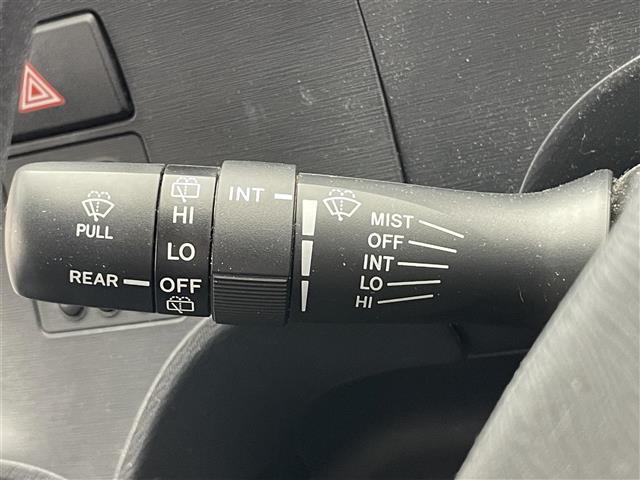 PULL
REAR
HI
LO
OFF
INT
MIST
OFF
INT
LO
HI